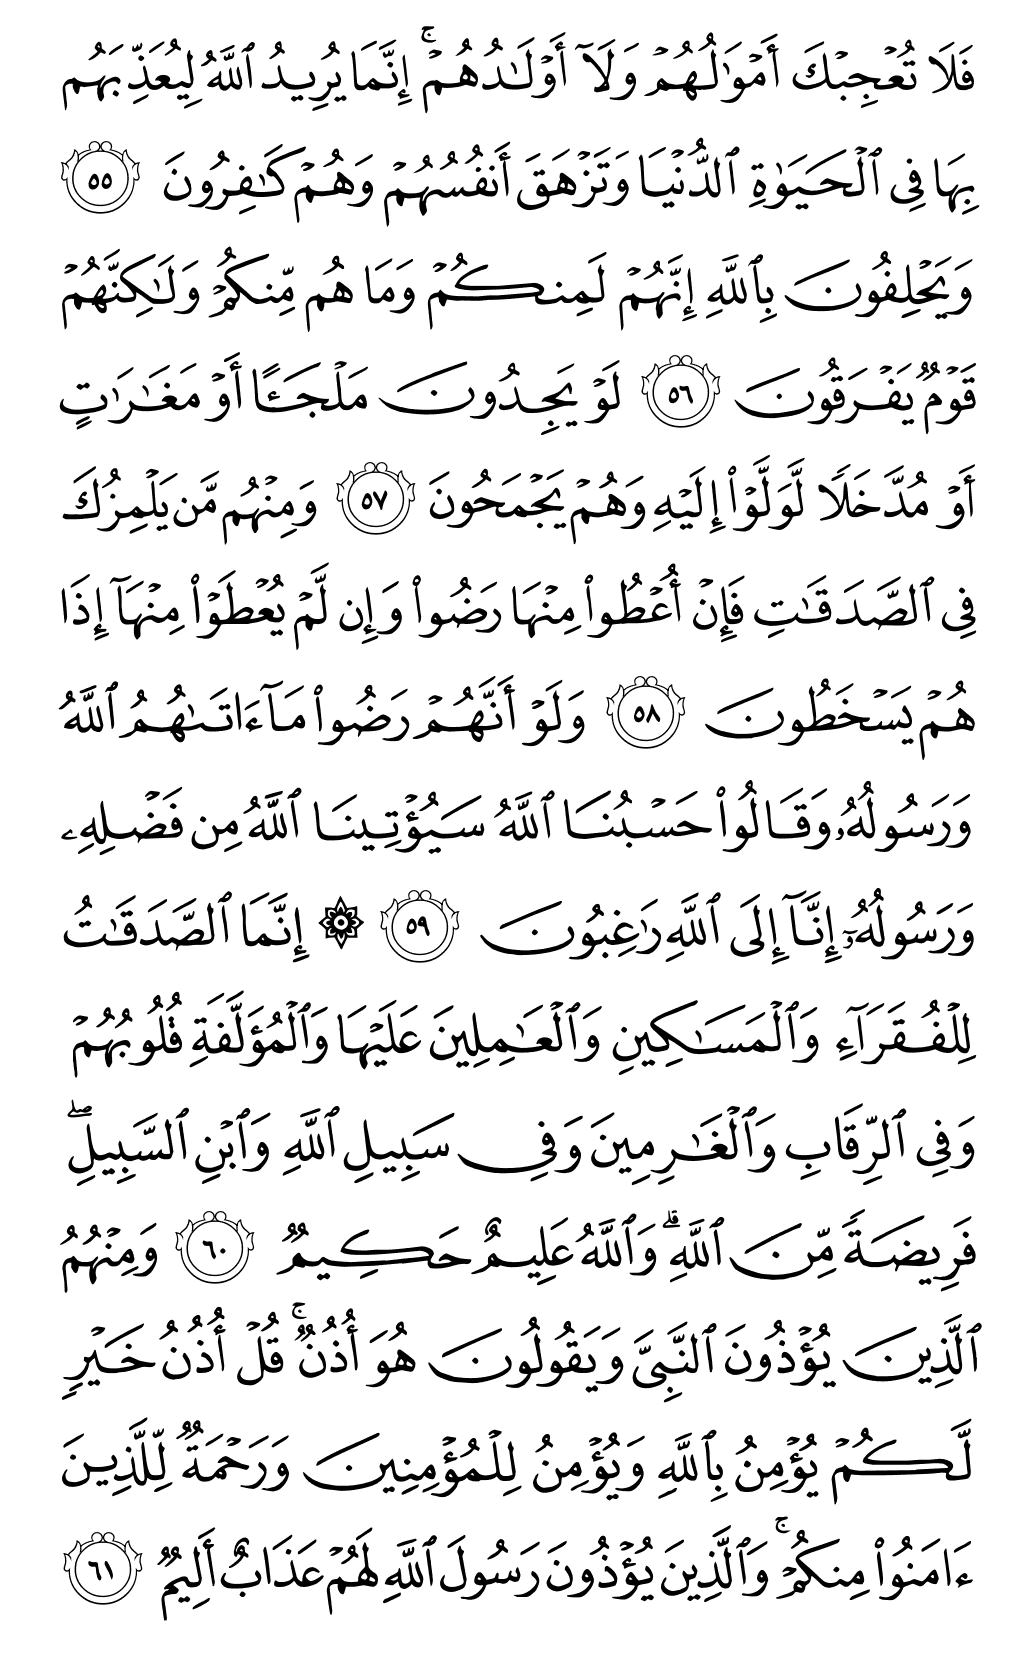 فَلَا تُعۡجِبۡكَ أَمۡوَٰلُهُمۡ وَلَآ أَوۡلَٰدُهُمۡۚ إِنَّمَا يُرِيدُ ٱللَّهُ لِيُعَذِّبَهُم
بِهَا فِي ٱلۡحَيَوٰةِ ٱلدُّنۡيَا وَتَزۡهَقَ أَنفُسُهُمۡ وَهُمۡ كَٰفِرُونَ ٥٥
وَيَحۡلِفُونَ بِٱللَّهِ إِنَّهُمۡ لَمِنكُمۡ وَمَا هُم مِّنكُمۡ وَلَٰكِنَّهُمۡ
قَوۡمٞ يَفۡرَقُونَ ٥٦ لَوۡ يَجِدُونَ مَلۡجَـًٔا أَوۡ مَغَٰرَٰتٍ
أَوۡ مُدَّخَلٗا لَّوَلَّوۡاْ إِلَيۡهِ وَهُمۡ يَجۡمَحُونَ ٥٧ وَمِنۡهُم مَّن يَلۡمِزُكَ
فِي ٱلصَّدَقَٰتِ فَإِنۡ أُعۡطُواْ مِنۡهَا رَضُواْ وَإِن لَّمۡ يُعۡطَوۡاْ مِنۡهَآ إِذَا
هُمۡ يَسۡخَطُونَ ٥٨ وَلَوۡ أَنَّهُمۡ رَضُواْ مَآ ءَاتَىٰهُمُ ٱللَّهُ
وَرَسُولُهُۥ وَقَالُواْ حَسۡبُنَا ٱللَّهُ سَيُؤۡتِينَا ٱللَّهُ مِن فَضۡلِهِۦ
وَرَسُولُهُۥٓ إِنَّآ إِلَى ٱللَّهِ رَٰغِبُونَ ٥٩ ۞ إِنَّمَا ٱلصَّدَقَٰتُ
لِلۡفُقَرَآءِ وَٱلۡمَسَٰكِينِ وَٱلۡعَٰمِلِينَ عَلَيۡهَا وَٱلۡمُؤَلَّفَةِ قُلُوبُهُمۡ
وَفِي ٱلرِّقَابِ وَٱلۡغَٰرِمِينَ وَفِي سَبِيلِ ٱللَّهِ وَٱبۡنِ ٱلسَّبِيلِۖ
فَرِيضَةٗ مِّنَ ٱللَّهِۗ وَٱللَّهُ عَلِيمٌ حَكِيمٞ ٦٠ وَمِنۡهُمُ
ٱلَّذِينَ يُؤۡذُونَ ٱلنَّبِيَّ وَيَقُولُونَ هُوَ أُذُنٞۚ قُلۡ أُذُنُ خَيۡرٖ
لَّكُمۡ يُؤۡمِنُ بِٱللَّهِ وَيُؤۡمِنُ لِلۡمُؤۡمِنِينَ وَرَحۡمَةٞ لِّلَّذِينَ
ءَامَنُواْ مِنكُمۡۚ وَٱلَّذِينَ يُؤۡذُونَ رَسُولَ ٱللَّهِ لَهُمۡ عَذَابٌ أَلِيمٞ ٦١